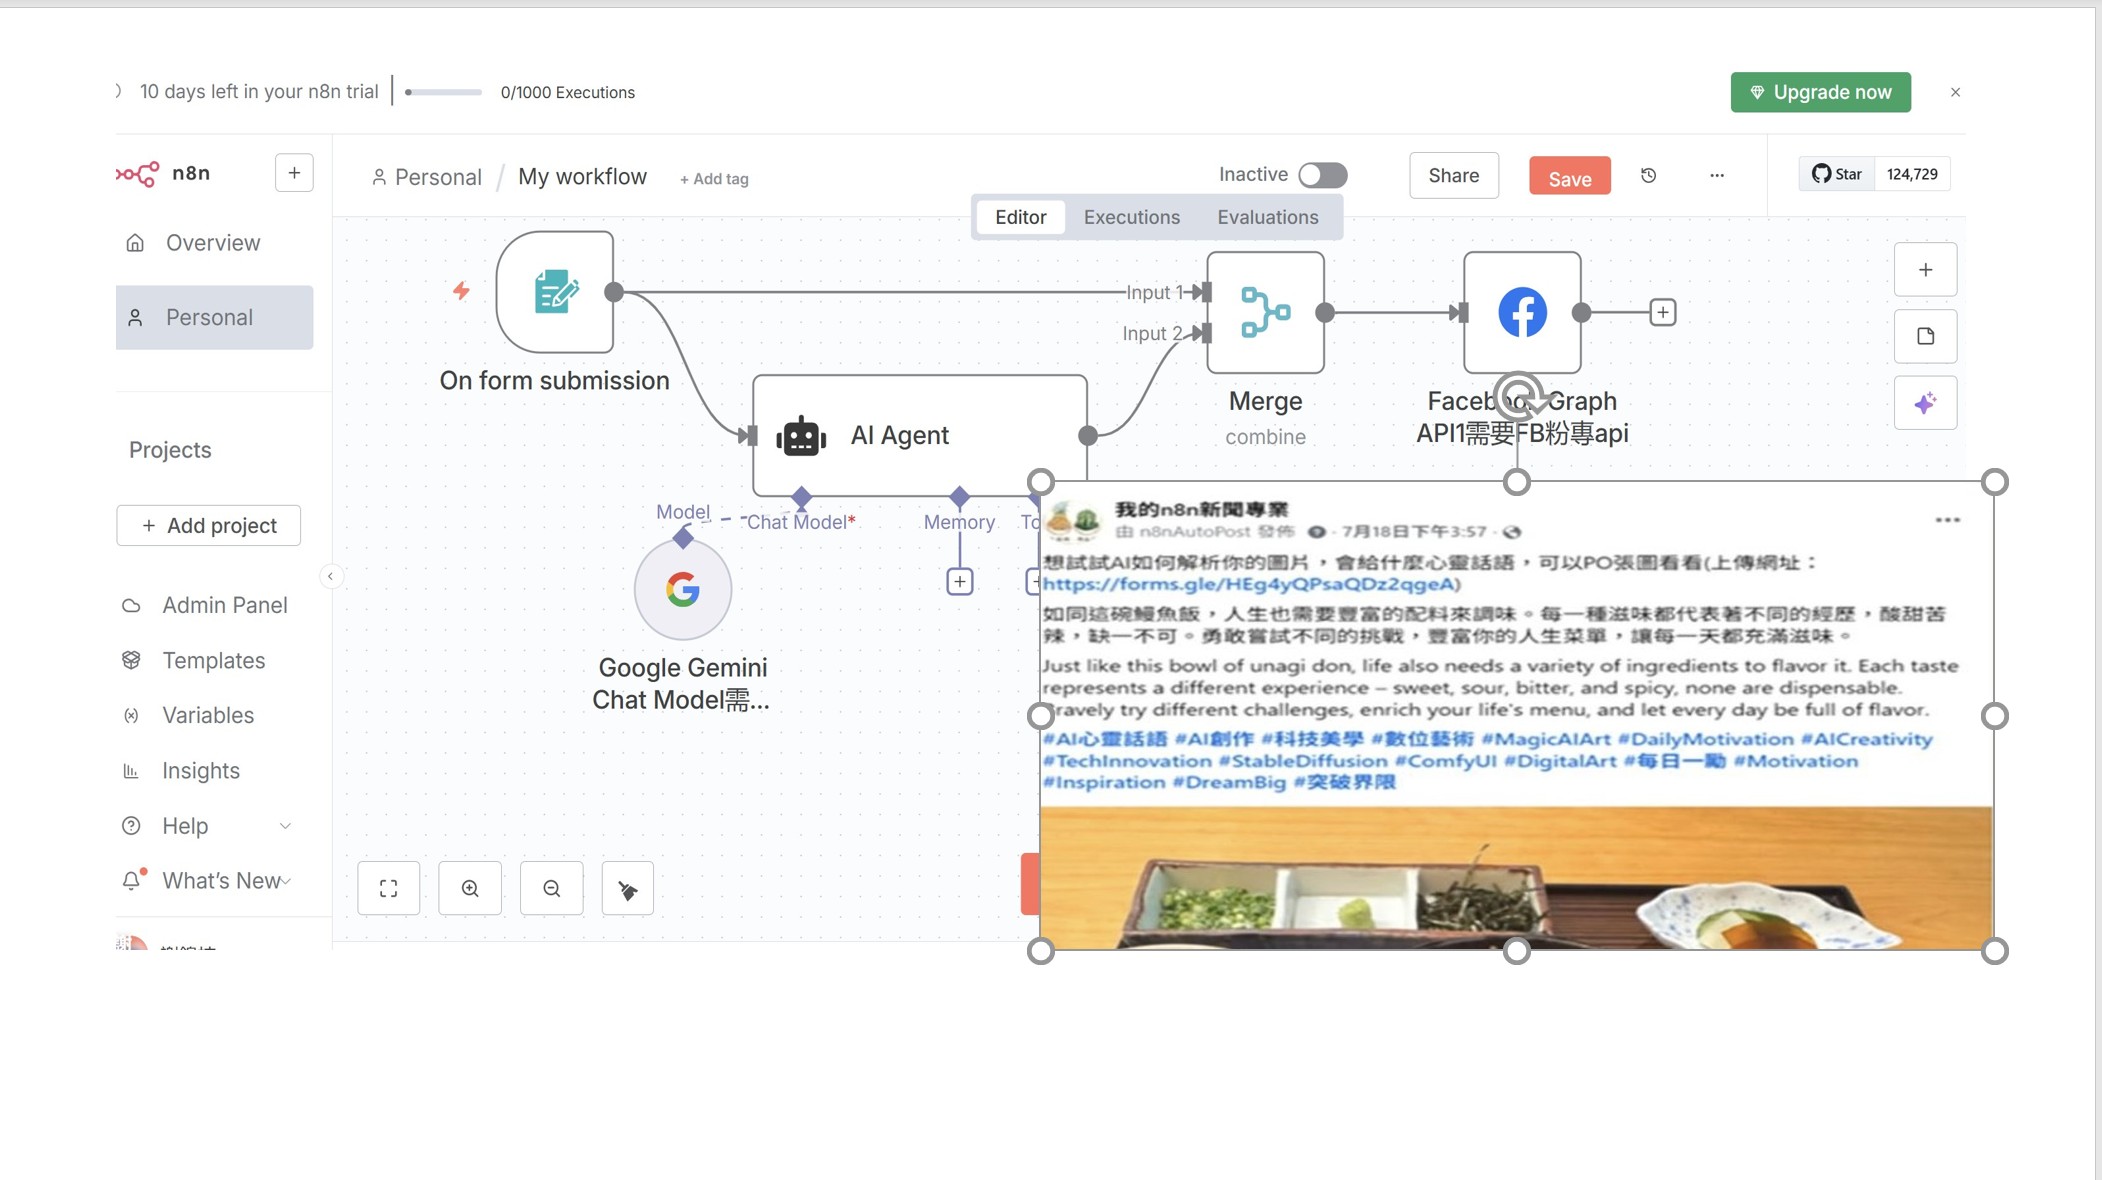 10 days left in your n8n trial
0/1000 Executions
Upgrade now
n8n
Personal / My workflow
+ Add tag
Inactive
Share
Save
Star
124,729
Editor
Executions
Evaluations
Overview
Personal
Projects
+ Add project
Admin Panel
Templates
Variables
Insights
Help
What's New
On form submission
Input 1
Input 2
AI Agent
Merge
combine
Graph
API1需要FB粉專api
Model
Chat Model*
Memory
Google Gemini
Chat Model需...
我的n8n新聞專業
由 n8nAutoPost 發佈 · 7月18日下午3:57 ·
想試試AI如何解析你的圖片，會給什麼心靈話語，可以PO張圖看看(上傳網址：
https://forms.gle/HEg4yQPsaQDz2qgeA)
如同這碗鰻魚飯，人生也需要豐富的配料來調味。每一種滋味都代表著不同的經歷，酸甜苦
辣，缺一不可。勇敢嘗試不同的挑戰，豐富你的人生菜單，讓每一天都充滿滋味。
Just like this bowl of unagi don, life also needs a variety of ingredients to flavor it. Each taste
represents a different experience – sweet, sour, bitter, and spicy, none are dispensable.
Bravely try different challenges, enrich your life's menu, and let every day be full of flavor.
#AI心靈話語 #AI創作 #科技美學 #數位藝術 #MagicAIArt #DailyMotivation #AICreativity
#TechInnovation #StableDiffusion #ComfyUI #DigitalArt #每日一勵 #Motivation
#Inspiration #DreamBig #突破界限